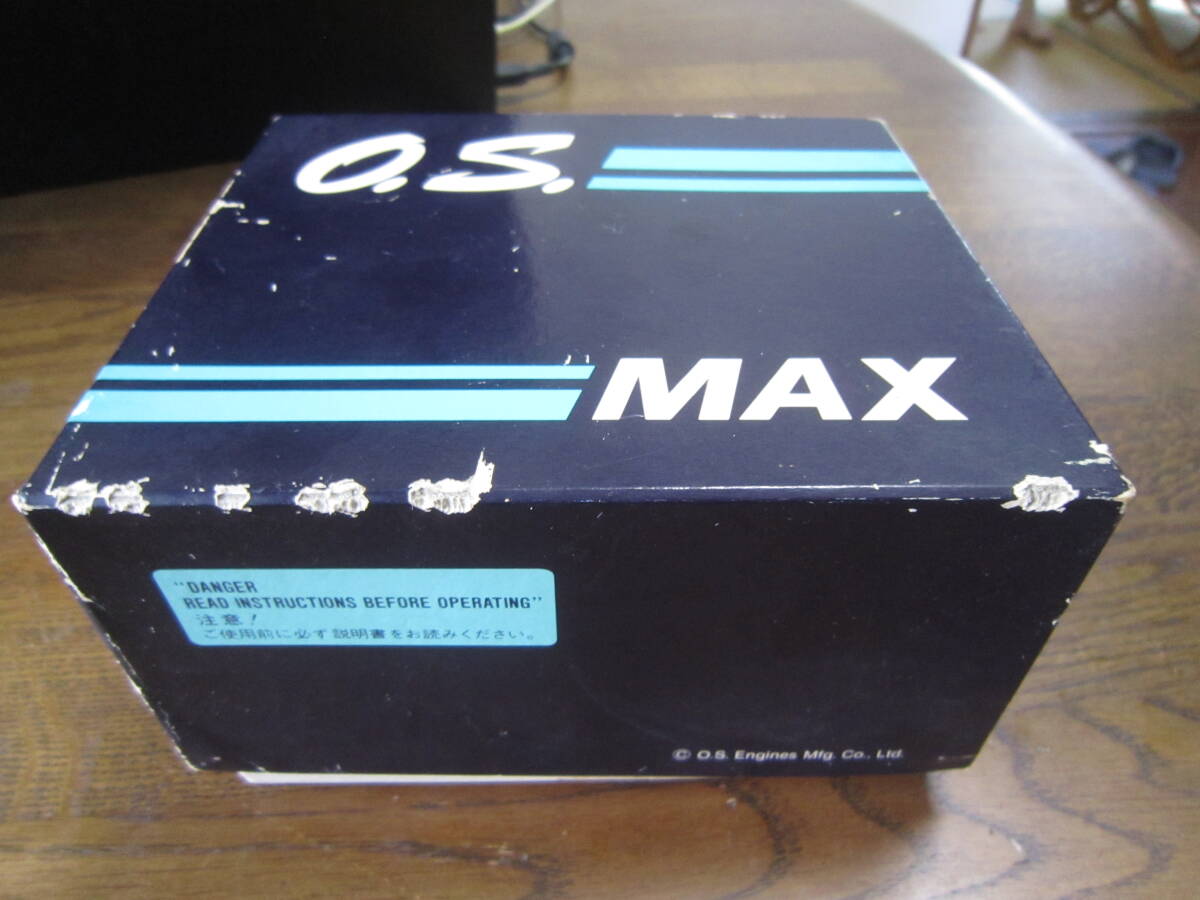 O.S.
MAX
"DANGER
READ INSTRUCTIONS BEFORE OPERATING"
注意!
ご使用前に必ず説明書をお読みください。
© O.S. Engines Mfg. Co., Ltd.